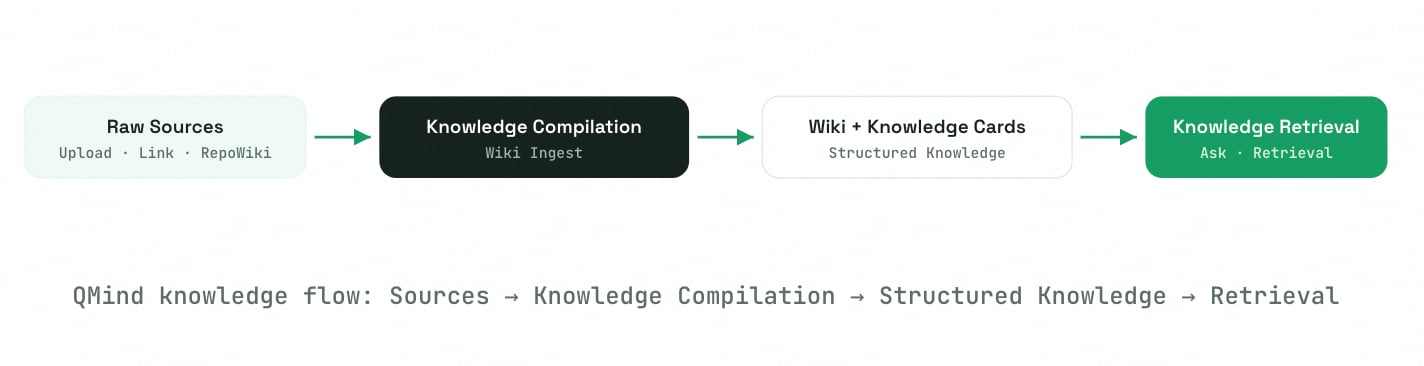 Raw Sources
Upload · Link · RepoWiki
Knowledge Compilation
Wiki Ingest
Wiki + Knowledge Cards
Structured Knowledge
Knowledge Retrieval
Ask · Retrieval
QMind knowledge flow: Sources → Knowledge Compilation → Structured Knowledge → Retrieval